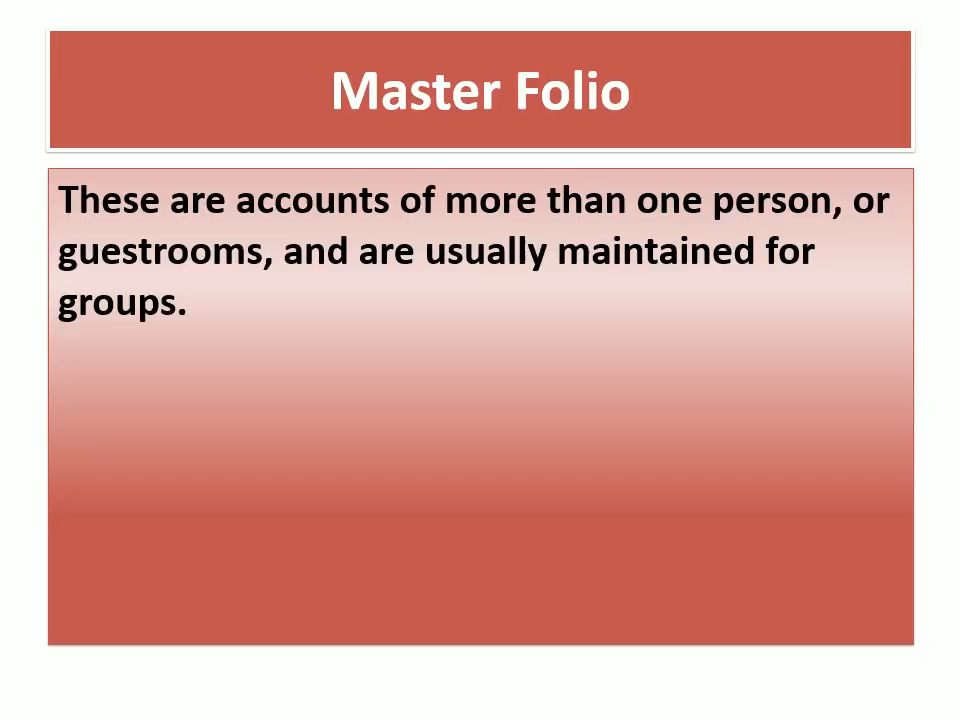 Master Folio
These are accounts of more than one person, or
guestrooms, and are usually maintained for
groups.